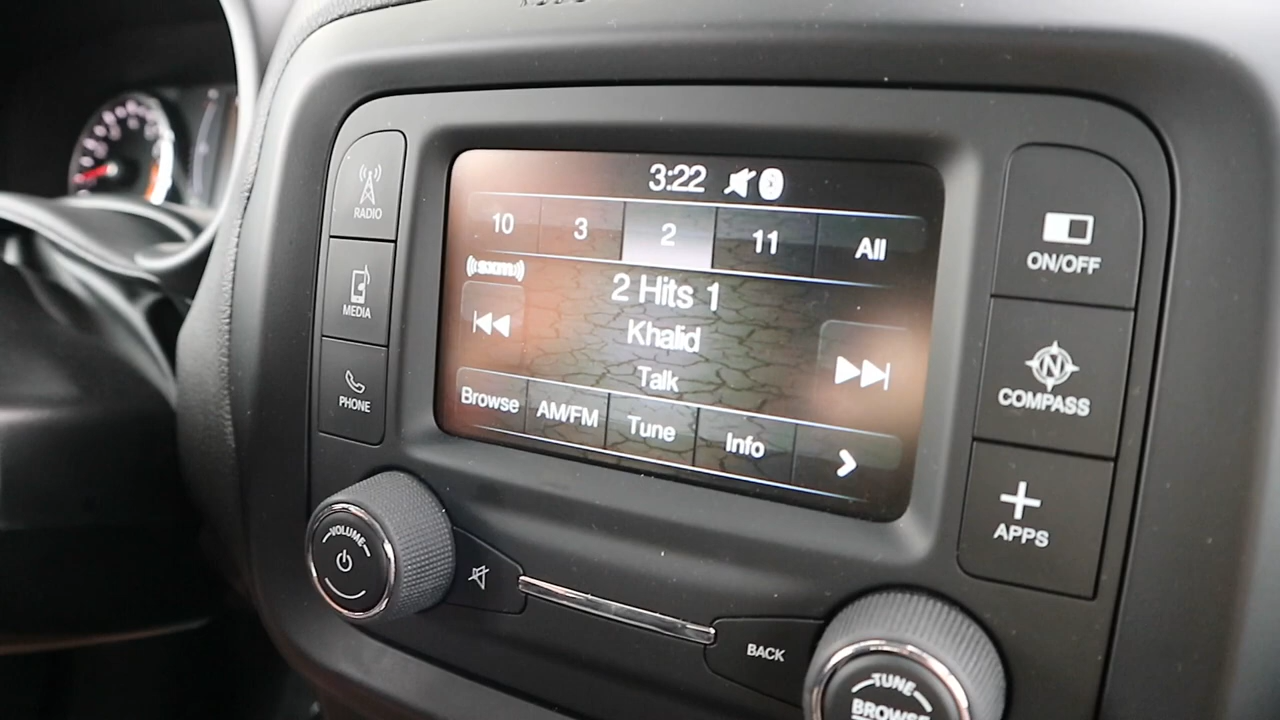 RADIO
MEDIA
PHONE
3:22
10 3 2 11 All
((sxm))
2 Hits 1
Khalid
Talk
Browse AM/FM Tune Info
ON/OFF
N
COMPASS
APPS
VOLUME
BACK
TUNE
BROWSE